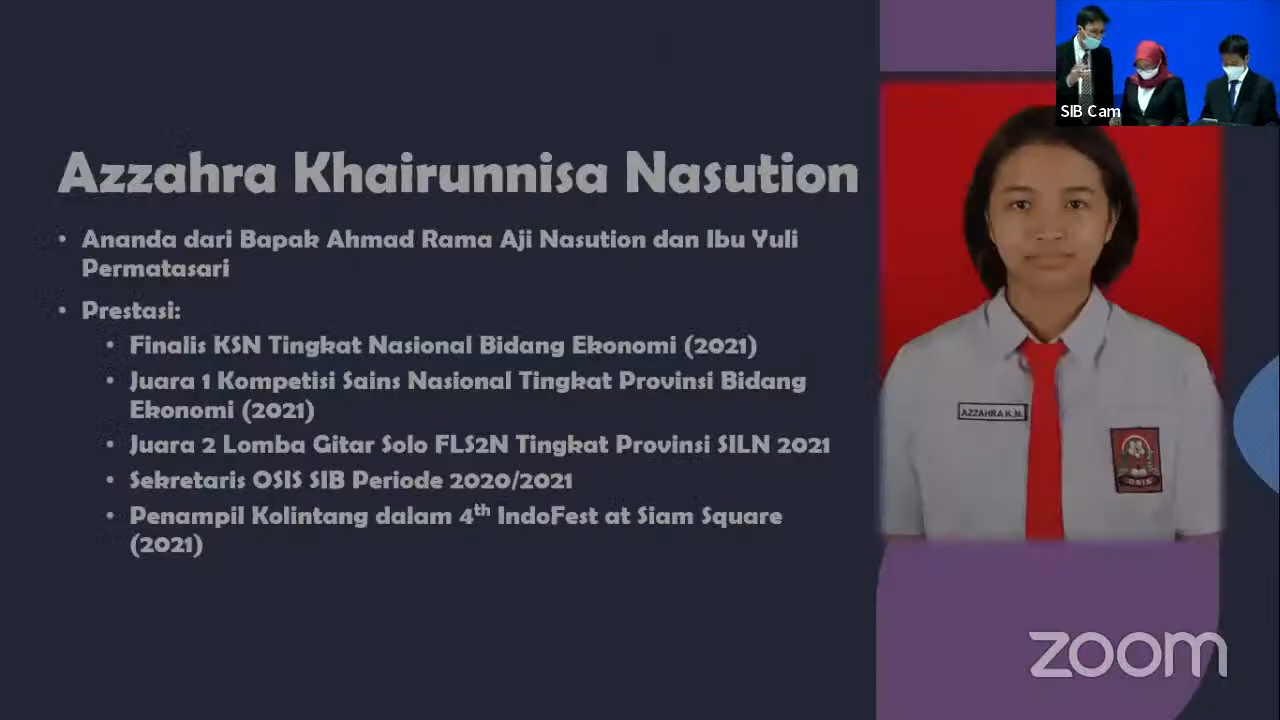 SIB Cam
Azzahra Khairunnisa Nasution
• Ananda dari Bapak Ahmad Rama Aji Nasution dan Ibu Yuli
Permatasari
• Prestasi:
• Finalis KSN Tingkat Nasional Bidang Ekonomi (2021)
• Juara 1 Kompetisi Sains Nasional Tingkat Provinsi Bidang
Ekonomi (2021)
• Juara 2 Lomba Gitar Solo FLS2N Tingkat Provinsi SILN 2021
• Sekretaris OSIS SIB Periode 2020/2021
• Penampil Kolintang dalam 4th IndoFest at Siam Square
(2021)
AZZAHRA K.N.
OSIS
zoom